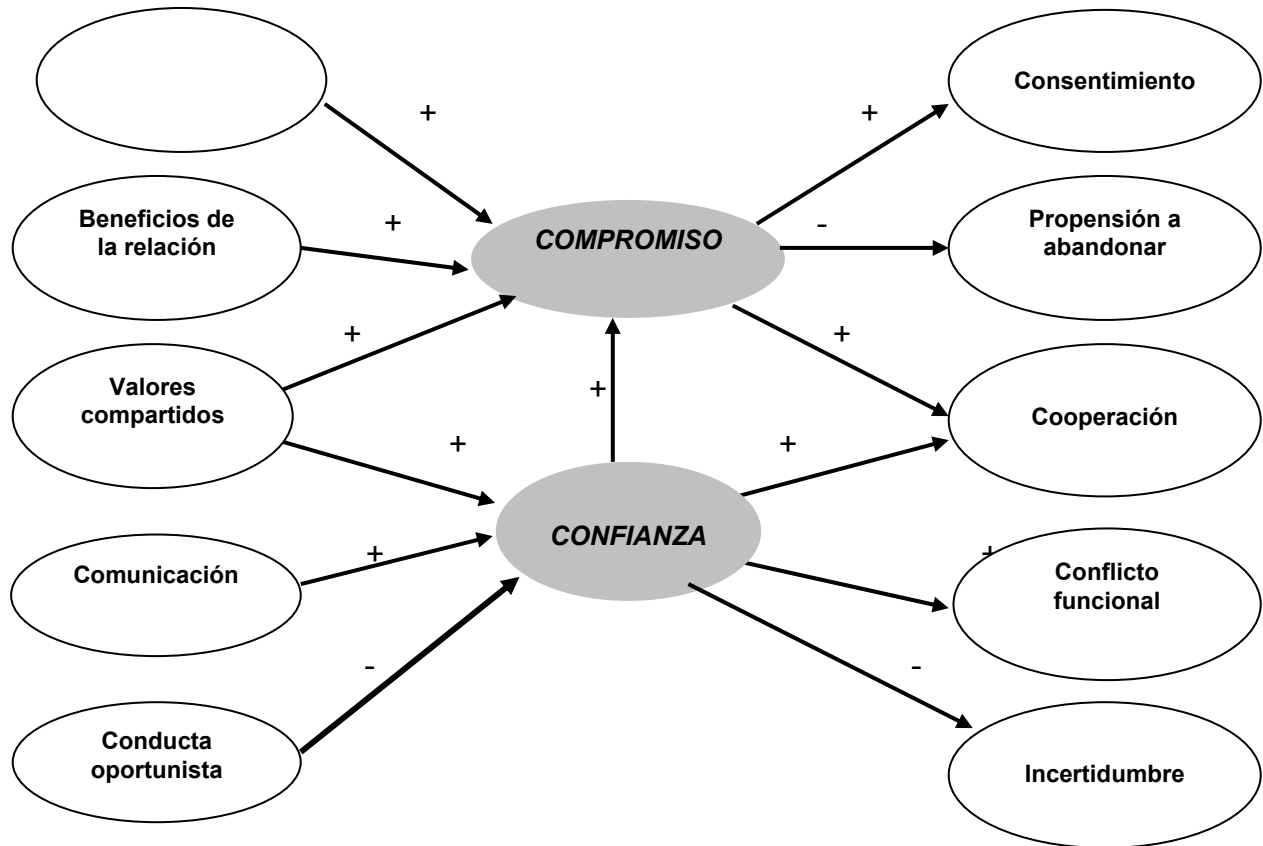 +
+
Consentimiento
Beneficios de
la relación
+
COMPROMISO
-
Propensión a
abandonar
+
+
Valores
compartidos
+
Cooperación
+
+
Comunicación
+
CONFIANZA
+
Conflicto
funcional
-
-
Conducta
oportunista
Incertidumbre